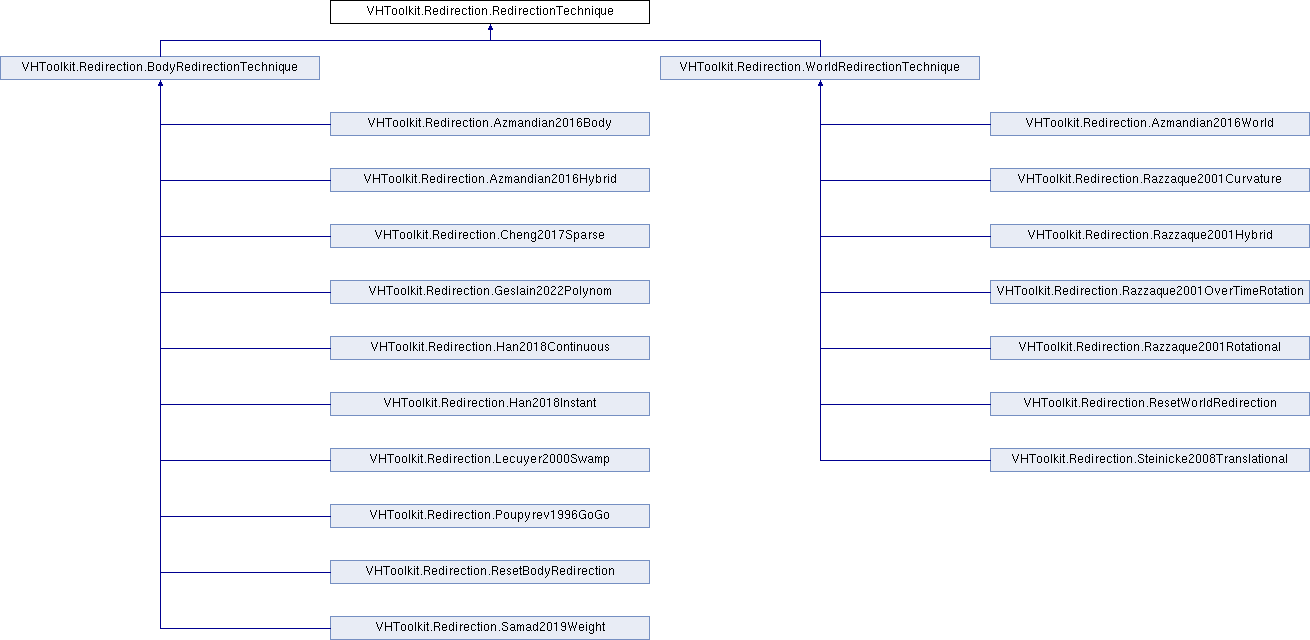 VHToolkit.Redirection.RedirectionTechnique
VHToolkit.Redirection.BodyRedirectionTechnique
VHToolkit.Redirection.WorldRedirectionTechnique
VHToolkit.Redirection.Azmandian2016Body
VHToolkit.Redirection.Azmandian2016World
VHToolkit.Redirection.Azmandian2016Hybrid
VHToolkit.Redirection.Razzaque2001Curvature
VHToolkit.Redirection.Cheng2017Sparse
VHToolkit.Redirection.Razzaque2001Hybrid
VHToolkit.Redirection.Geslain2022Polynom
VHToolkit.Redirection.Razzaque2001OverTimeRotation
VHToolkit.Redirection.Han2018Continuous
VHToolkit.Redirection.Razzaque2001Rotational
VHToolkit.Redirection.Han2018Instant
VHToolkit.Redirection.ResetWorldRedirection
VHToolkit.Redirection.Lecuyer2000Swamp
VHToolkit.Redirection.Steinicke2008Translational
VHToolkit.Redirection.Poupyrev1996GoGo
VHToolkit.Redirection.ResetBodyRedirection
VHToolkit.Redirection.Samad2019Weight